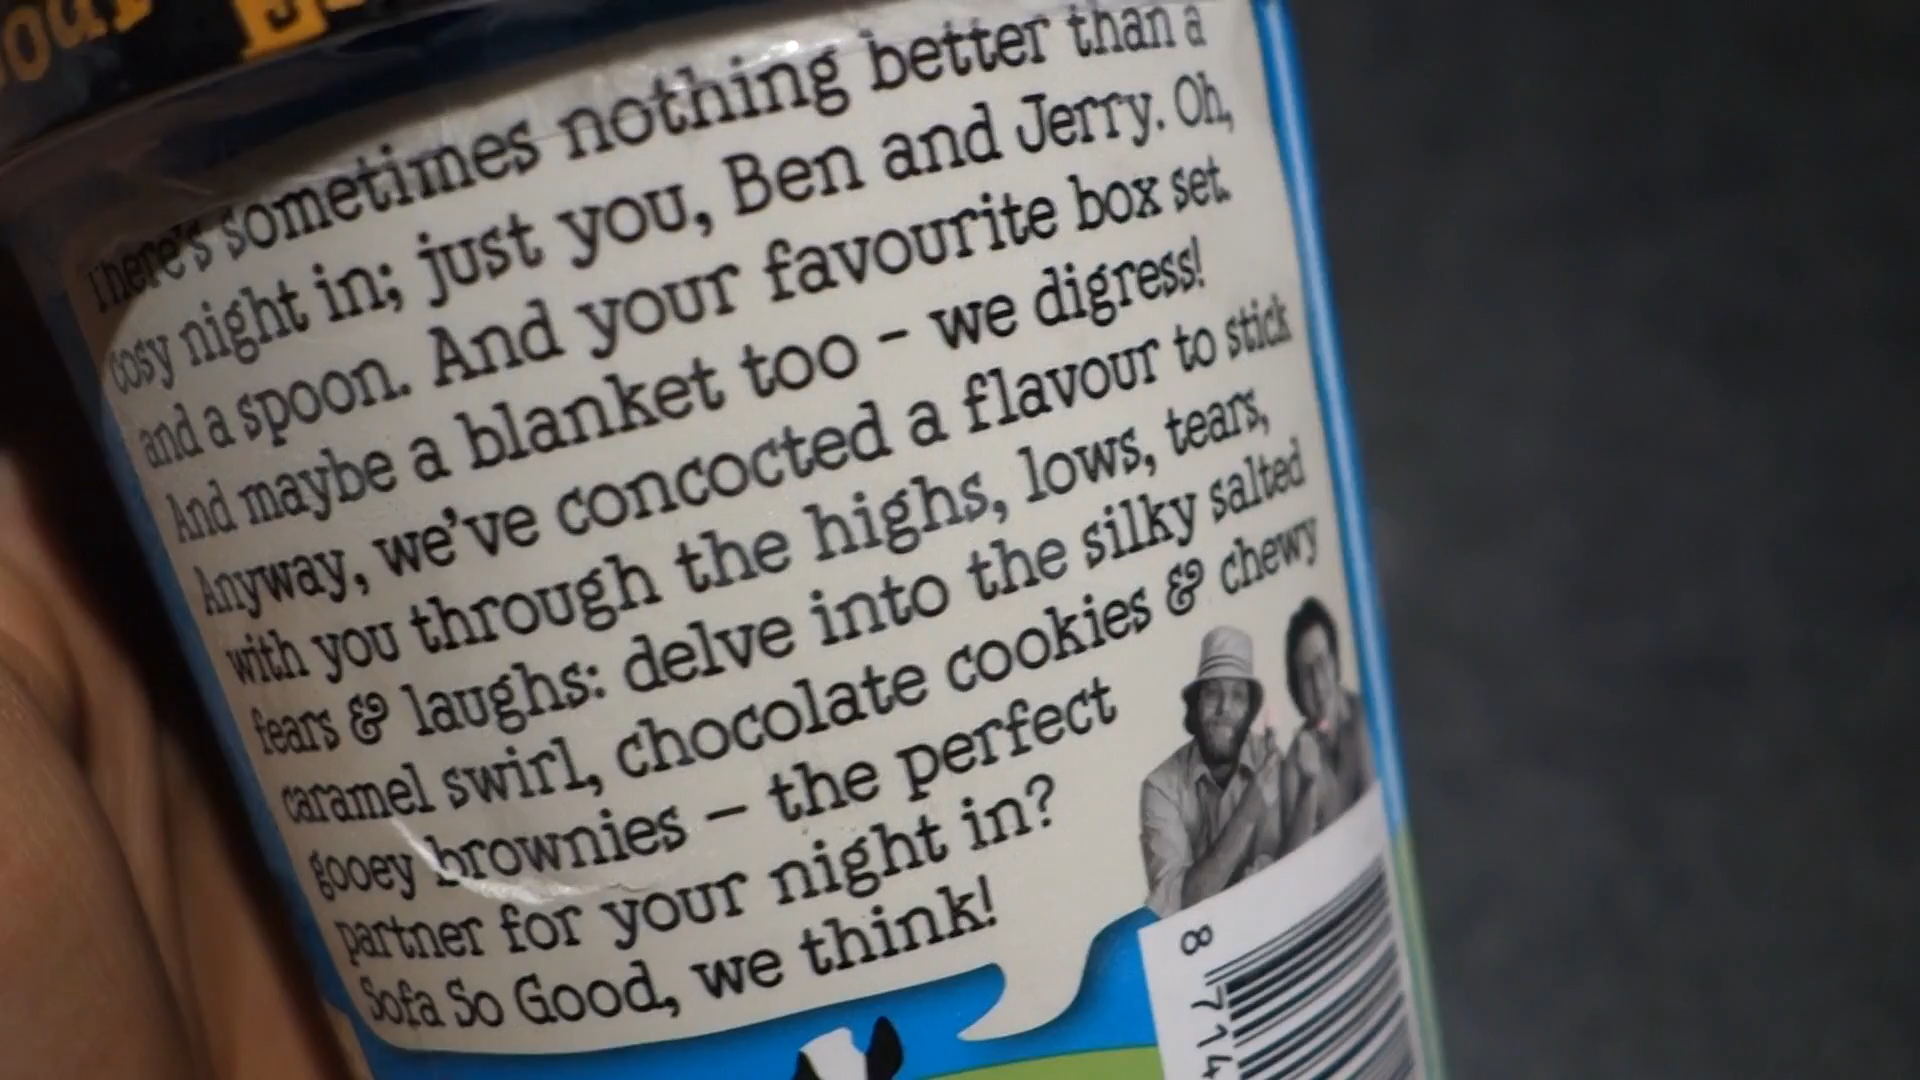 our E
There's sometimes nothing better than a
cosy night in; just you, Ben and Jerry. Oh,
and a spoon. And your favourite box set.
And maybe a blanket too – we digress!
Anyway, we've concocted a flavour to stick
with you through the highs, lows, tears,
fears & laughs: delve into the silky salted
caramel swirl, chocolate cookies & chewy
gooey brownies – the perfect
partner for your night in?
Sofa So Good, we think!
8 714